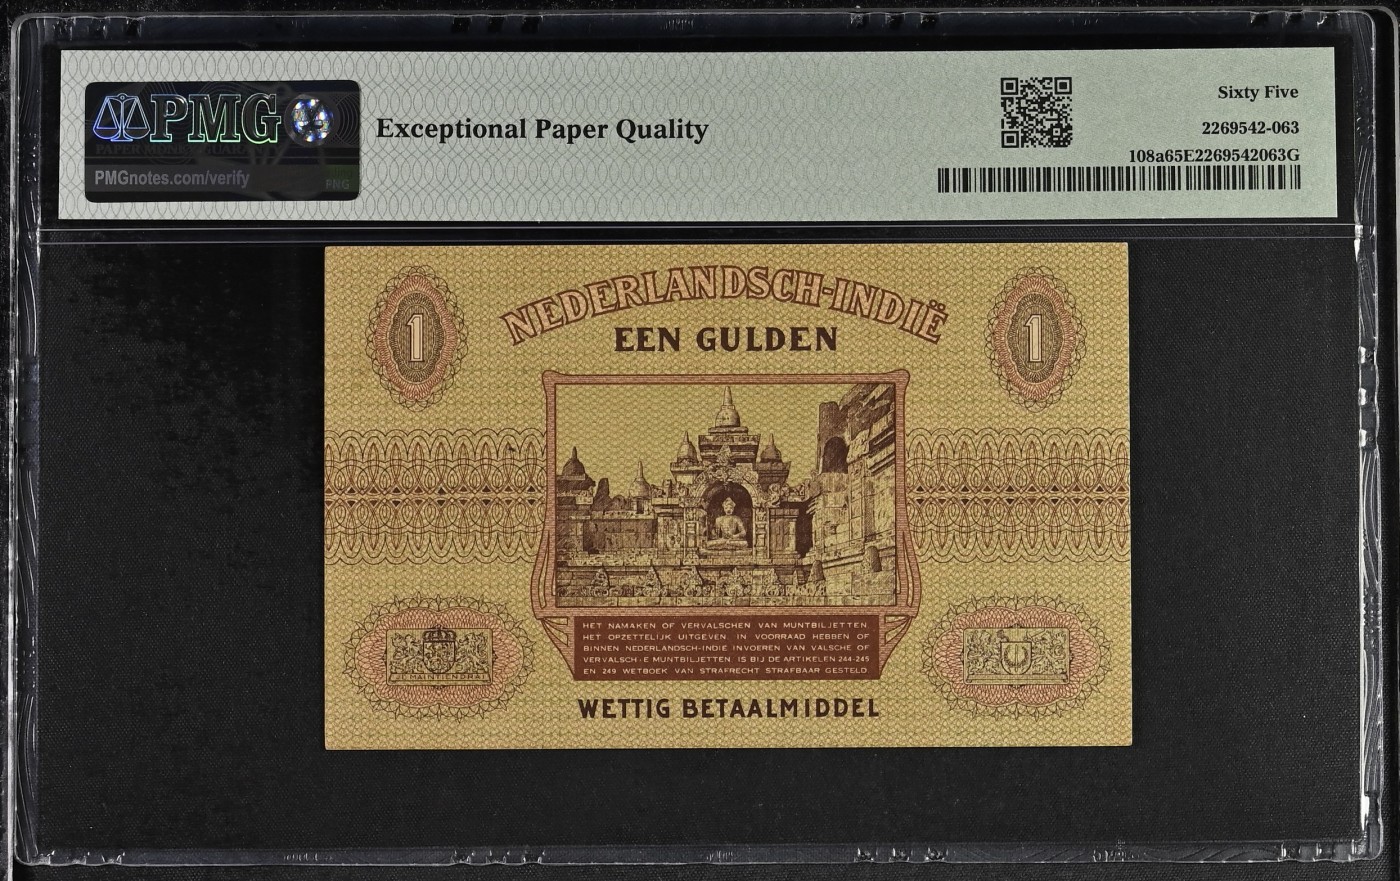 PMG
PMGnotes.com/verify
PMG
Exceptional Paper Quality
Sixty Five
2269542-063
108a65E2269542063G
NEDERLANDSCH-INDIË
EEN GULDEN
1
1
HET NAMAKEN OF VERVALSCHEN VAN MUNTBILJETTEN,
HET OPZETTELIJK UITGEVEN, IN VOORRAAD HEBBEN OF
BINNEN NEDERLANDSCH-INDIE INVOEREN VAN VALSCHE OF
VERVALSCH-E MUNTBILJETTEN IS BIJ DE ARTIKELEN 244-245
EN 249 WETBOEK VAN STRAFRECHT STRAFBAAR GESTELD.
JE MAINTIENDRAI
WETTIG BETAALMIDDEL